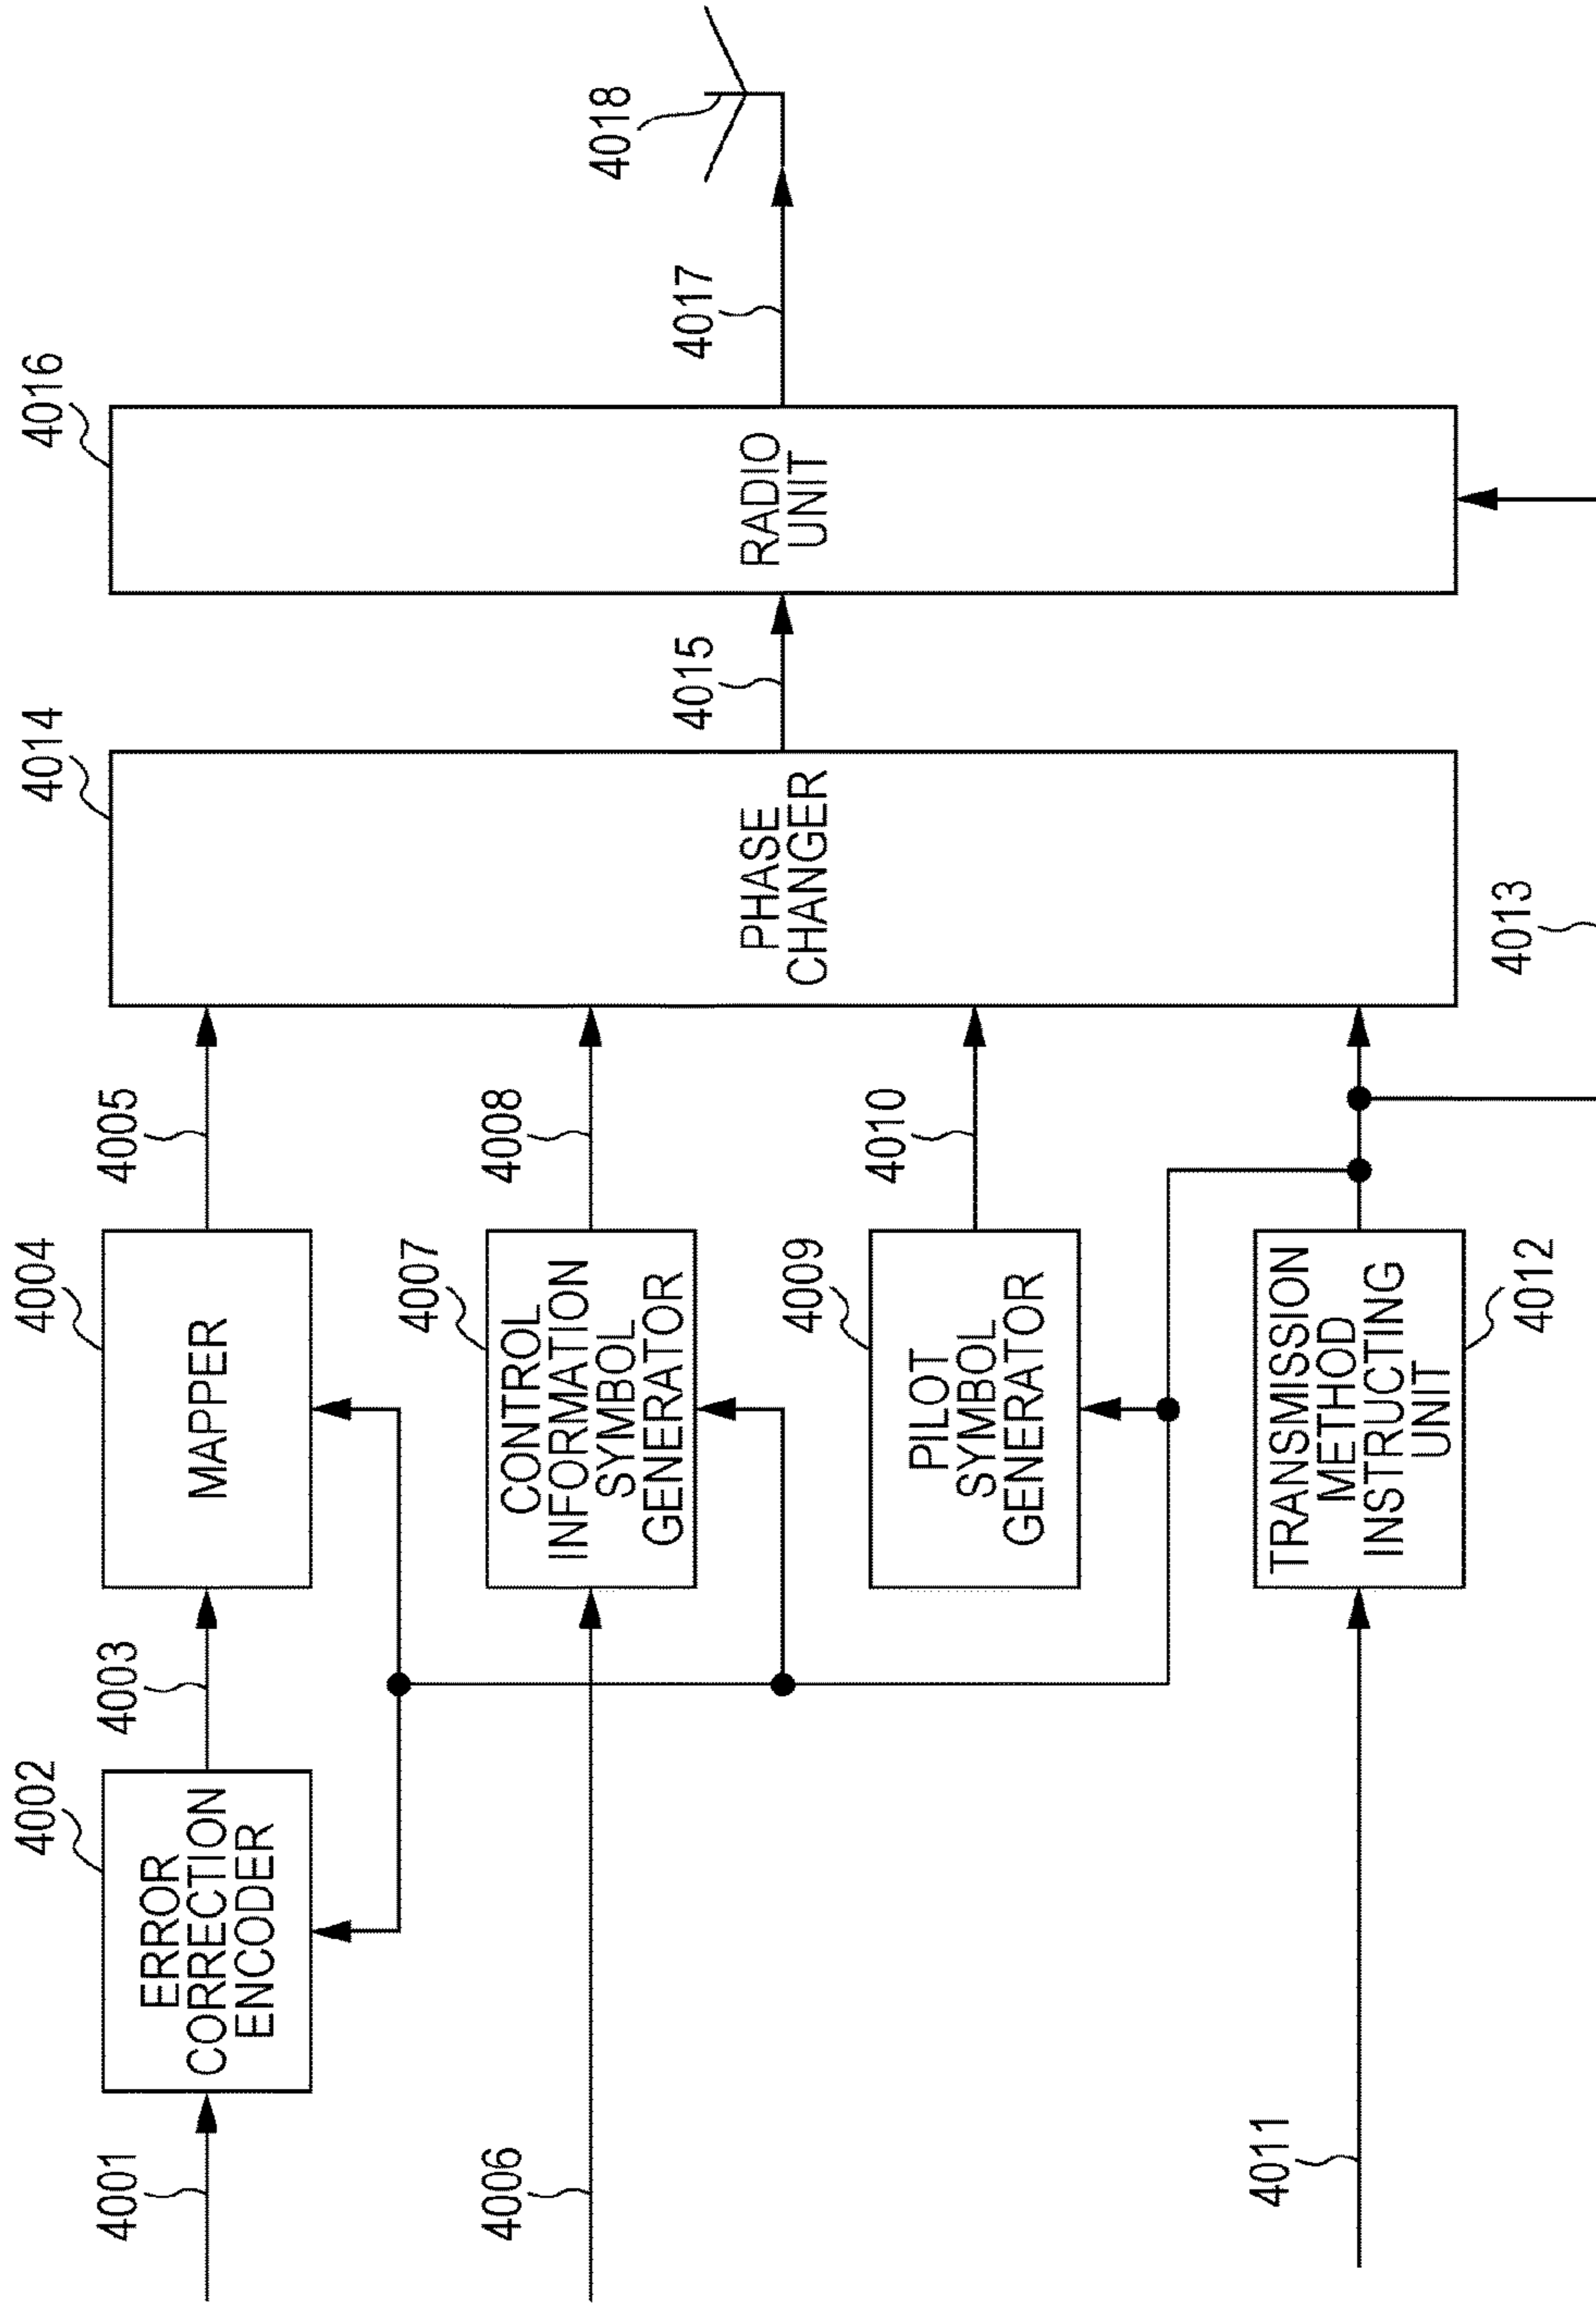 4001
4002
ERROR
CORRECTION
ENCODER
4003
4004
MAPPER
4005
4006
4007
CONTROL
INFORMATION
SYMBOL
GENERATOR
4008
4009
PILOT
SYMBOL
GENERATOR
4010
4011
TRANSMISSION
METHOD
INSTRUCTING
UNIT
4012
4013
4014
PHASE
CHANGER
4015
4016
RADIO
UNIT
4017
4018